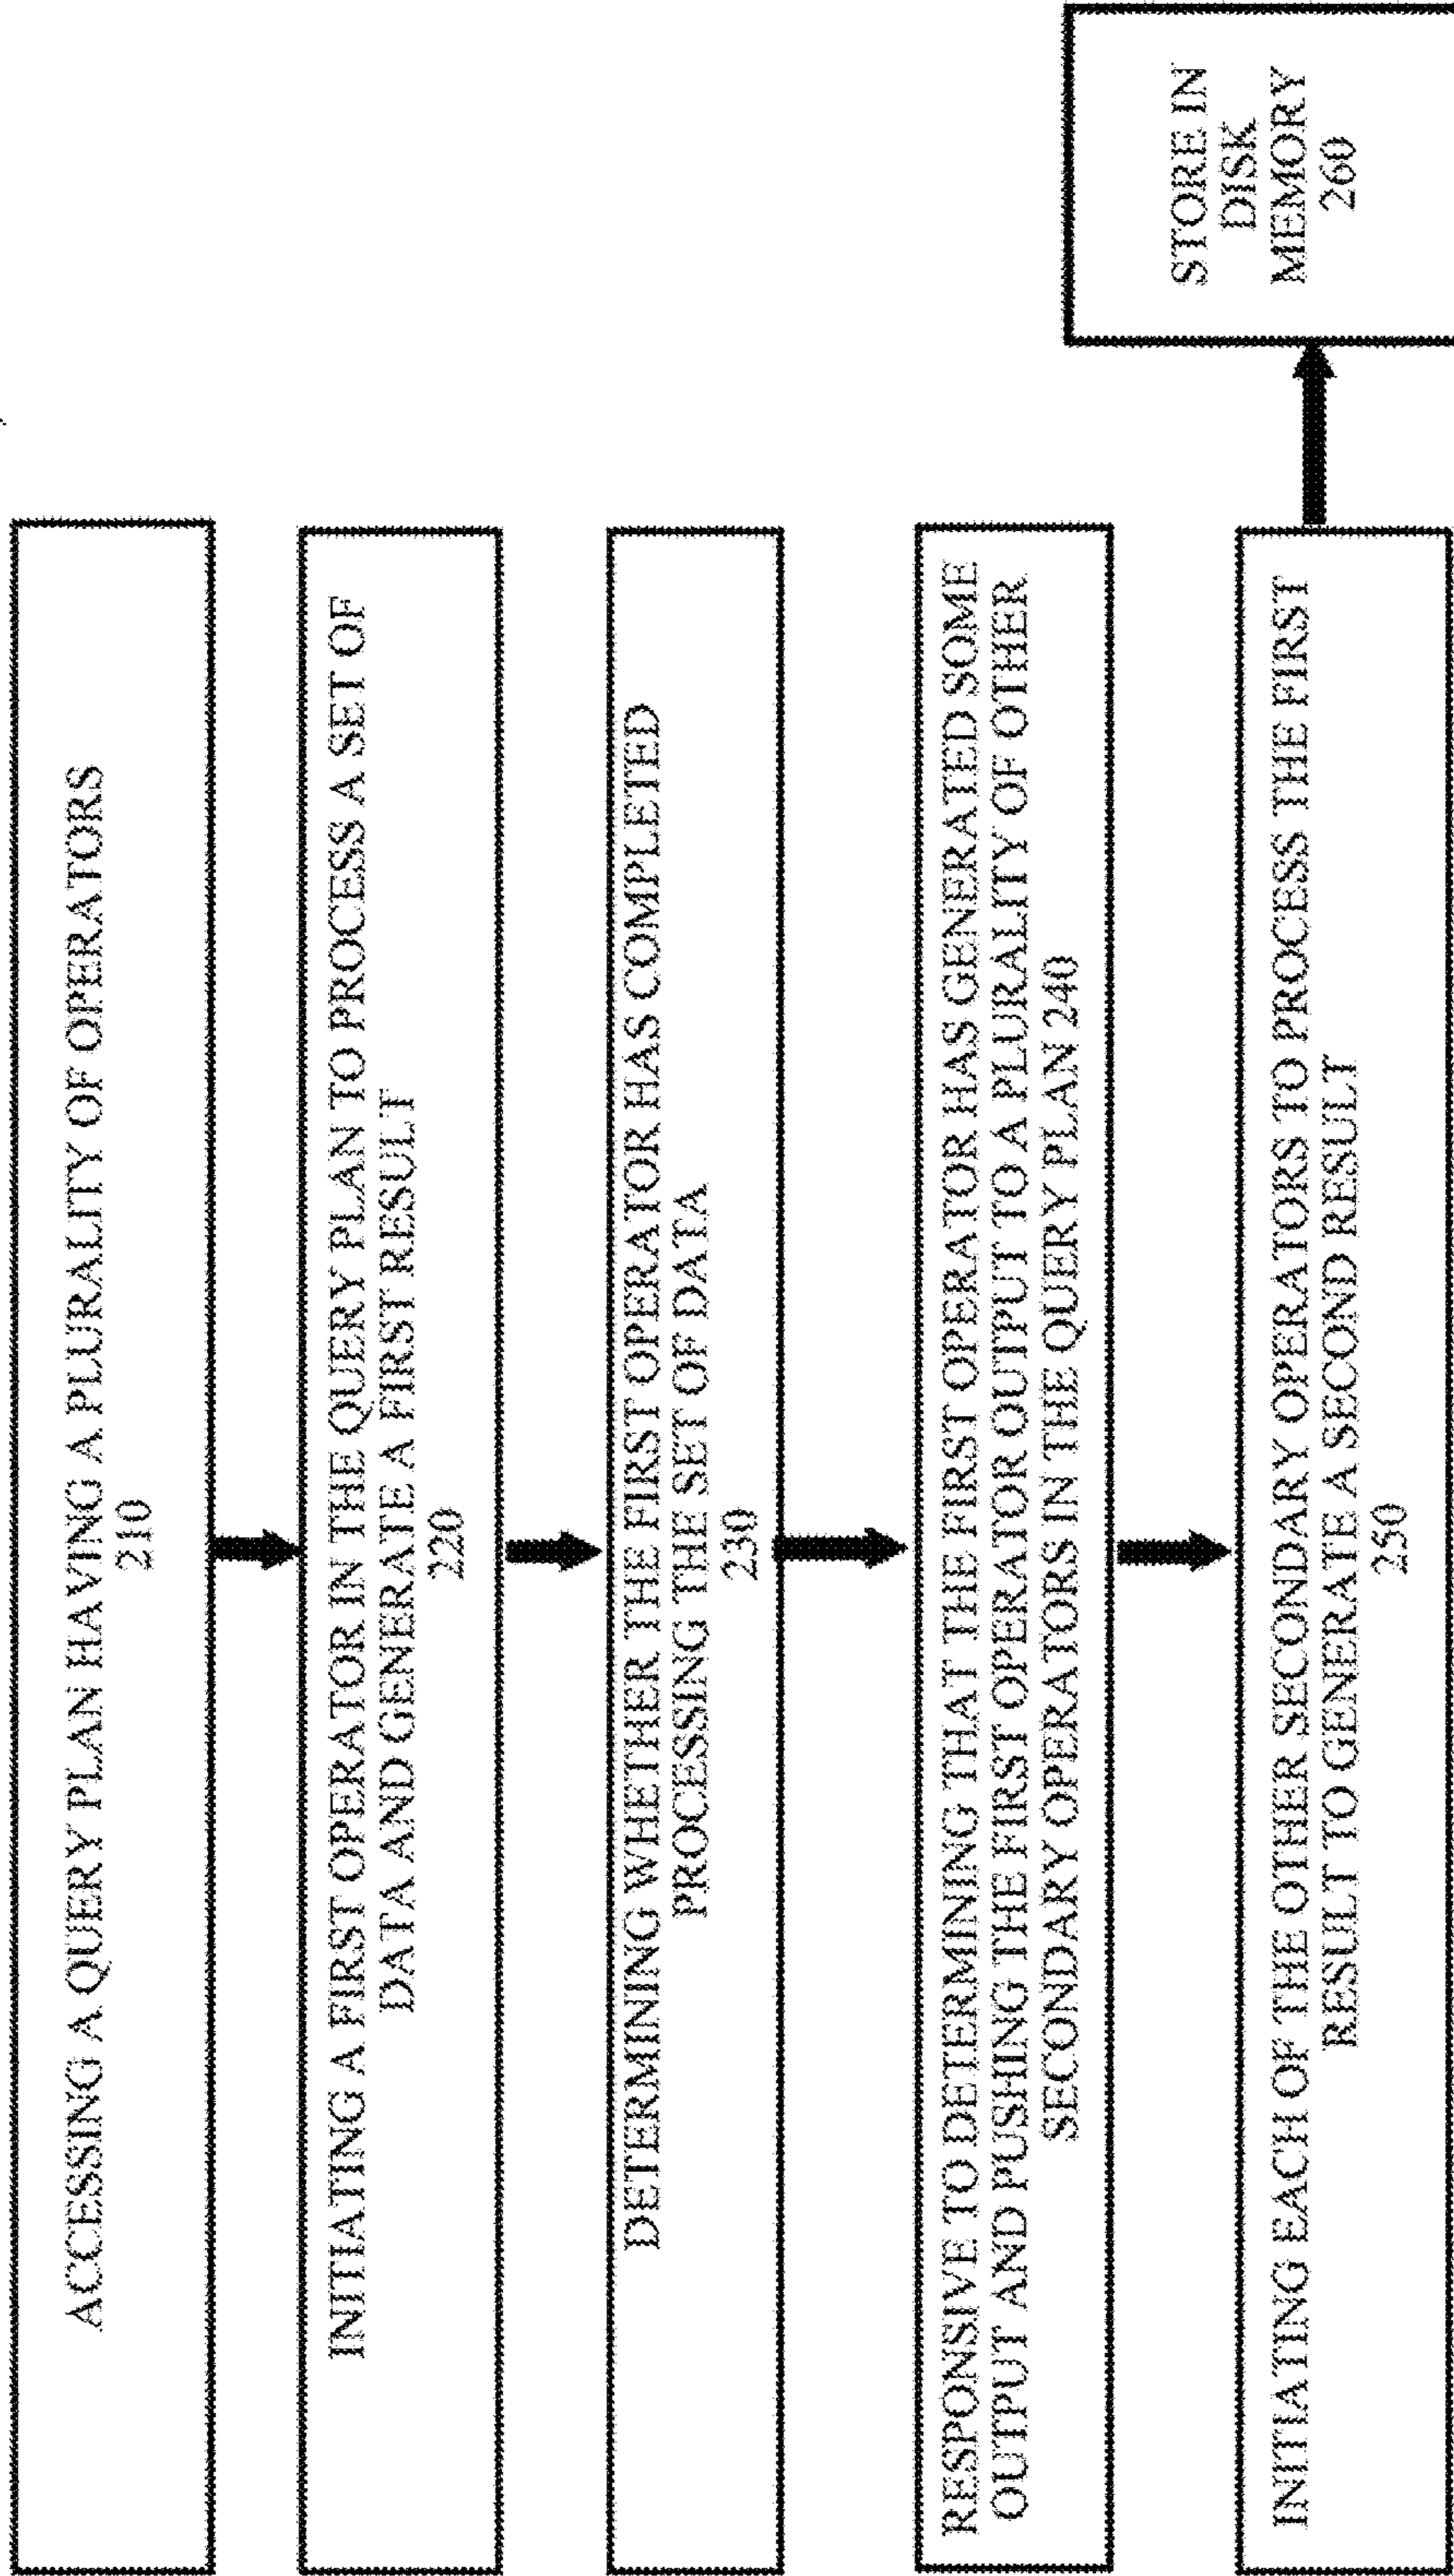 ACCESSING A QUERY PLAN HAVING A PLURALITY OF OPERATORS
210
INITIATING A FIRST OPERATOR IN THE QUERY PLAN TO PROCESS A SET OF
DATA AND GENERATE A FIRST RESULT
220
DETERMINING WHETHER THE FIRST OPERATOR HAS COMPLETED
PROCESSING THE SET OF DATA
230
RESPONSIVE TO DETERMINING THAT THE FIRST OPERATOR HAS GENERATED SOME
OUTPUT AND PUSHING THE FIRST OPERATOR OUTPUT TO A PLURALITY OF OTHER
SECONDARY OPERATORS IN THE QUERY PLAN 240
INITIATING EACH OF THE OTHER SECONDARY OPERATORS TO PROCESS THE FIRST
RESULT TO GENERATE A SECOND RESULT
250
STORE IN
DISK
MEMORY
260